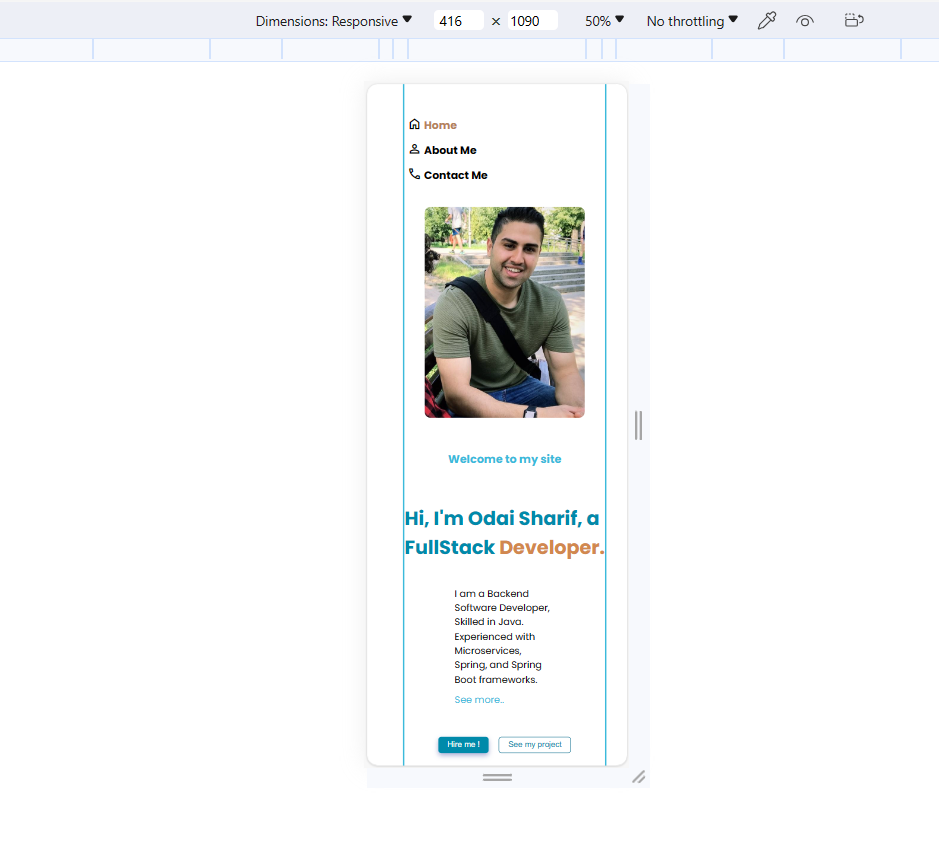 Dimensions: Responsive 416 × 1090 50% No throttling
Home
About Me
Contact Me
Welcome to my site
Hi, I'm Odai Sharif, a
FullStack Developer.
I am a Backend
Software Developer,
Skilled in Java.
Experienced with
Microservices,
Spring, and Spring
Boot frameworks.
See more..
Hire me ! See my project